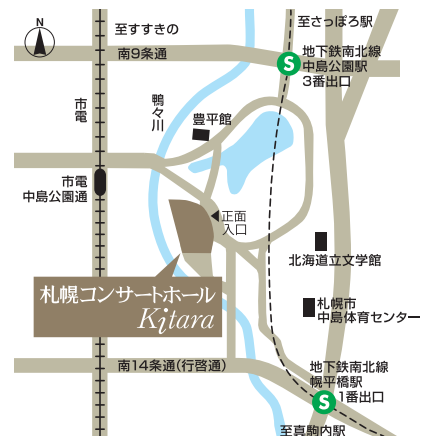 N
至すすきの
至さっぽろ駅
南9条通
地下鉄南北線
中島公園駅
3番出口
S
市電
鴨々川
豊平館
市電
中島公園通
正面
入口
北海道立文学館
札幌コンサートホール
Kitara
札幌市
中島体育センター
南14条通(行啓通)
地下鉄南北線
幌平橋駅
1番出口
S
至真駒内駅